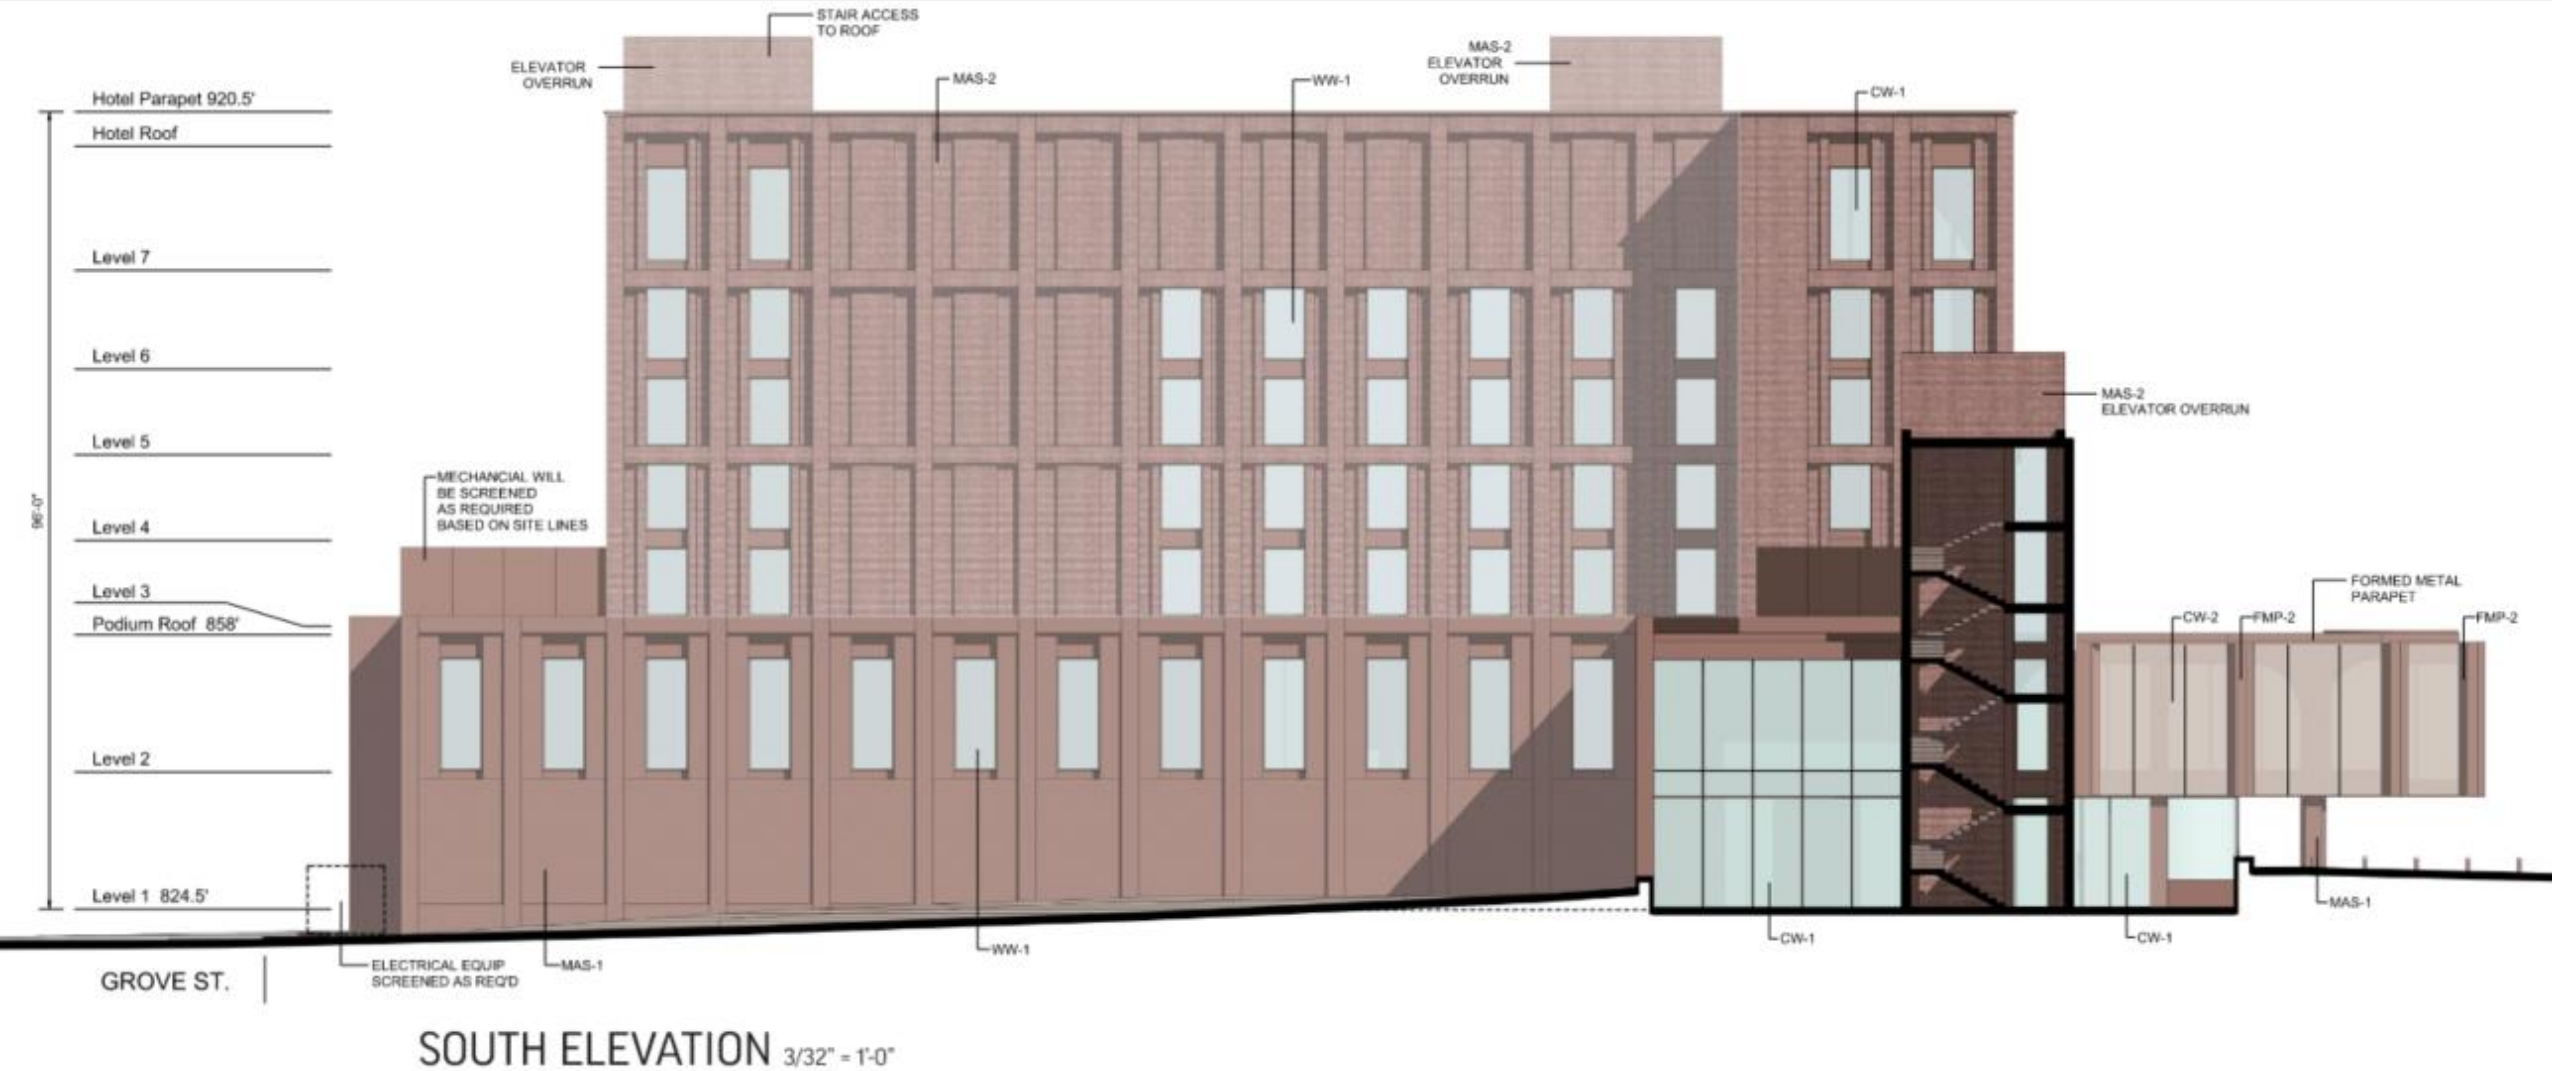 STAIR ACCESS
TO ROOF
ELEVATOR
OVERRUN
MAS-2
WW-1
MAS-2
ELEVATOR
OVERRUN
CW-1
Hotel Parapet 920.5'
Hotel Roof
Level 7
Level 6
Level 5
Level 4
Level 3
Podium Roof 858'
Level 2
Level 1 824.5'
96'-0"
MECHANCIAL WILL
BE SCREENED
AS REQUIRED
BASED ON SITE LINES
MAS-2
ELEVATOR OVERRUN
FORMED METAL
PARAPET
CW-2
FMP-2
FMP-2
MAS-1
CW-1
CW-1
WW-1
MAS-1
ELECTRICAL EQUIP
SCREENED AS REQ'D
GROVE ST.
SOUTH ELEVATION 3/32" = 1'-0"